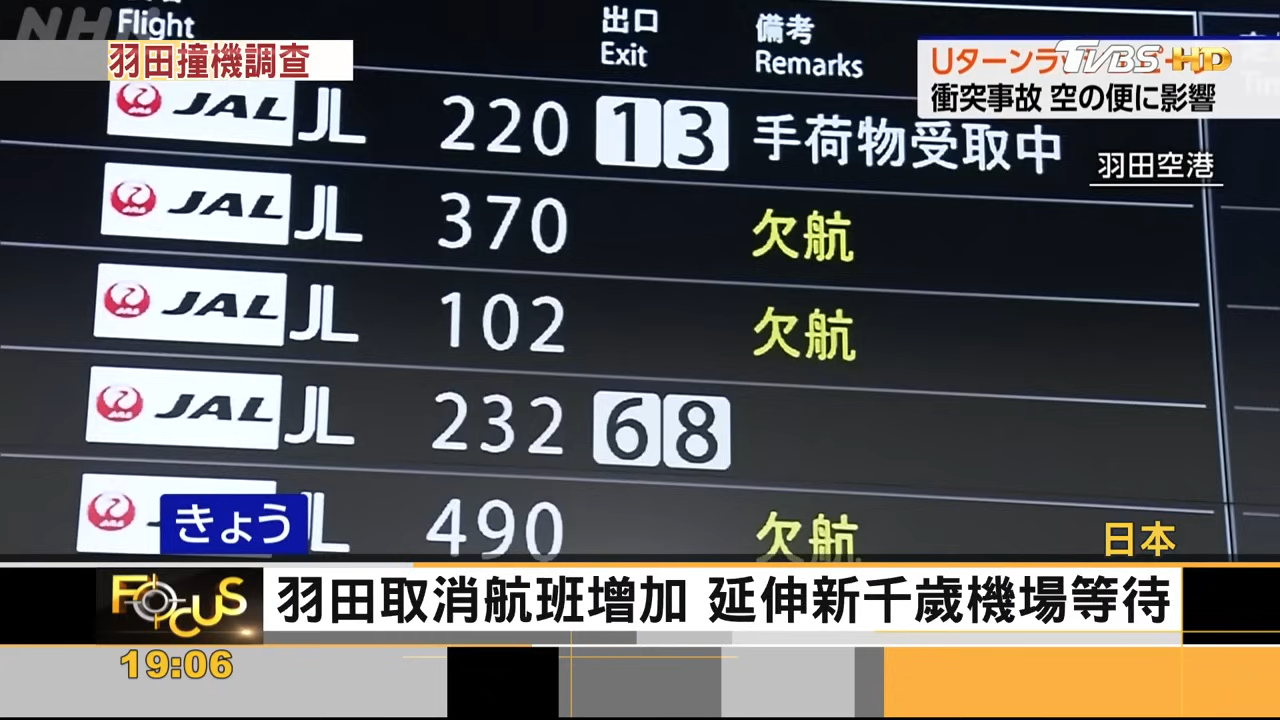 NHK
Flight
出口
Exit
備考
Remarks
羽田撞機調查
TVBS HD
Uターンラ
衝突事故 空の便に影響
羽田空港
JAL JL 220 13 手荷物受取中
JAL JL 370 欠航
JAL JL 102 欠航
JAL JL 232 68
JL 490 欠航
きょう
日本
FOCUS
羽田取消航班增加 延伸新千歲機場等待
19:06